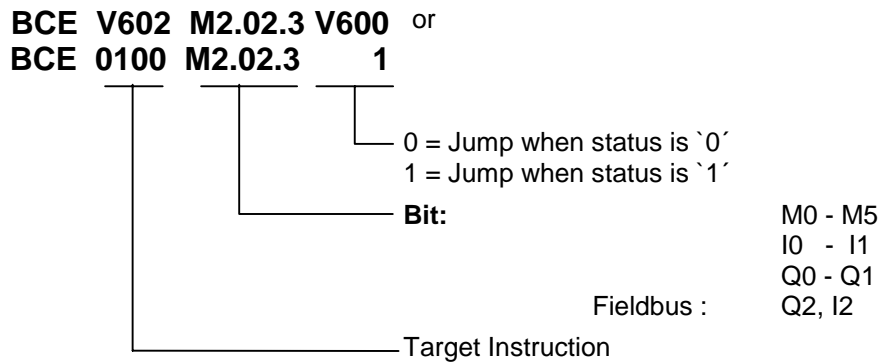 BCE V602 M2.02.3 V600 or
BCE 0100 M2.02.3 1
0 = Jump when status is `0´
1 = Jump when status is `1´
Bit: M0 - M5
I0 - I1
Q0 - Q1
Fieldbus : Q2, I2
Target Instruction